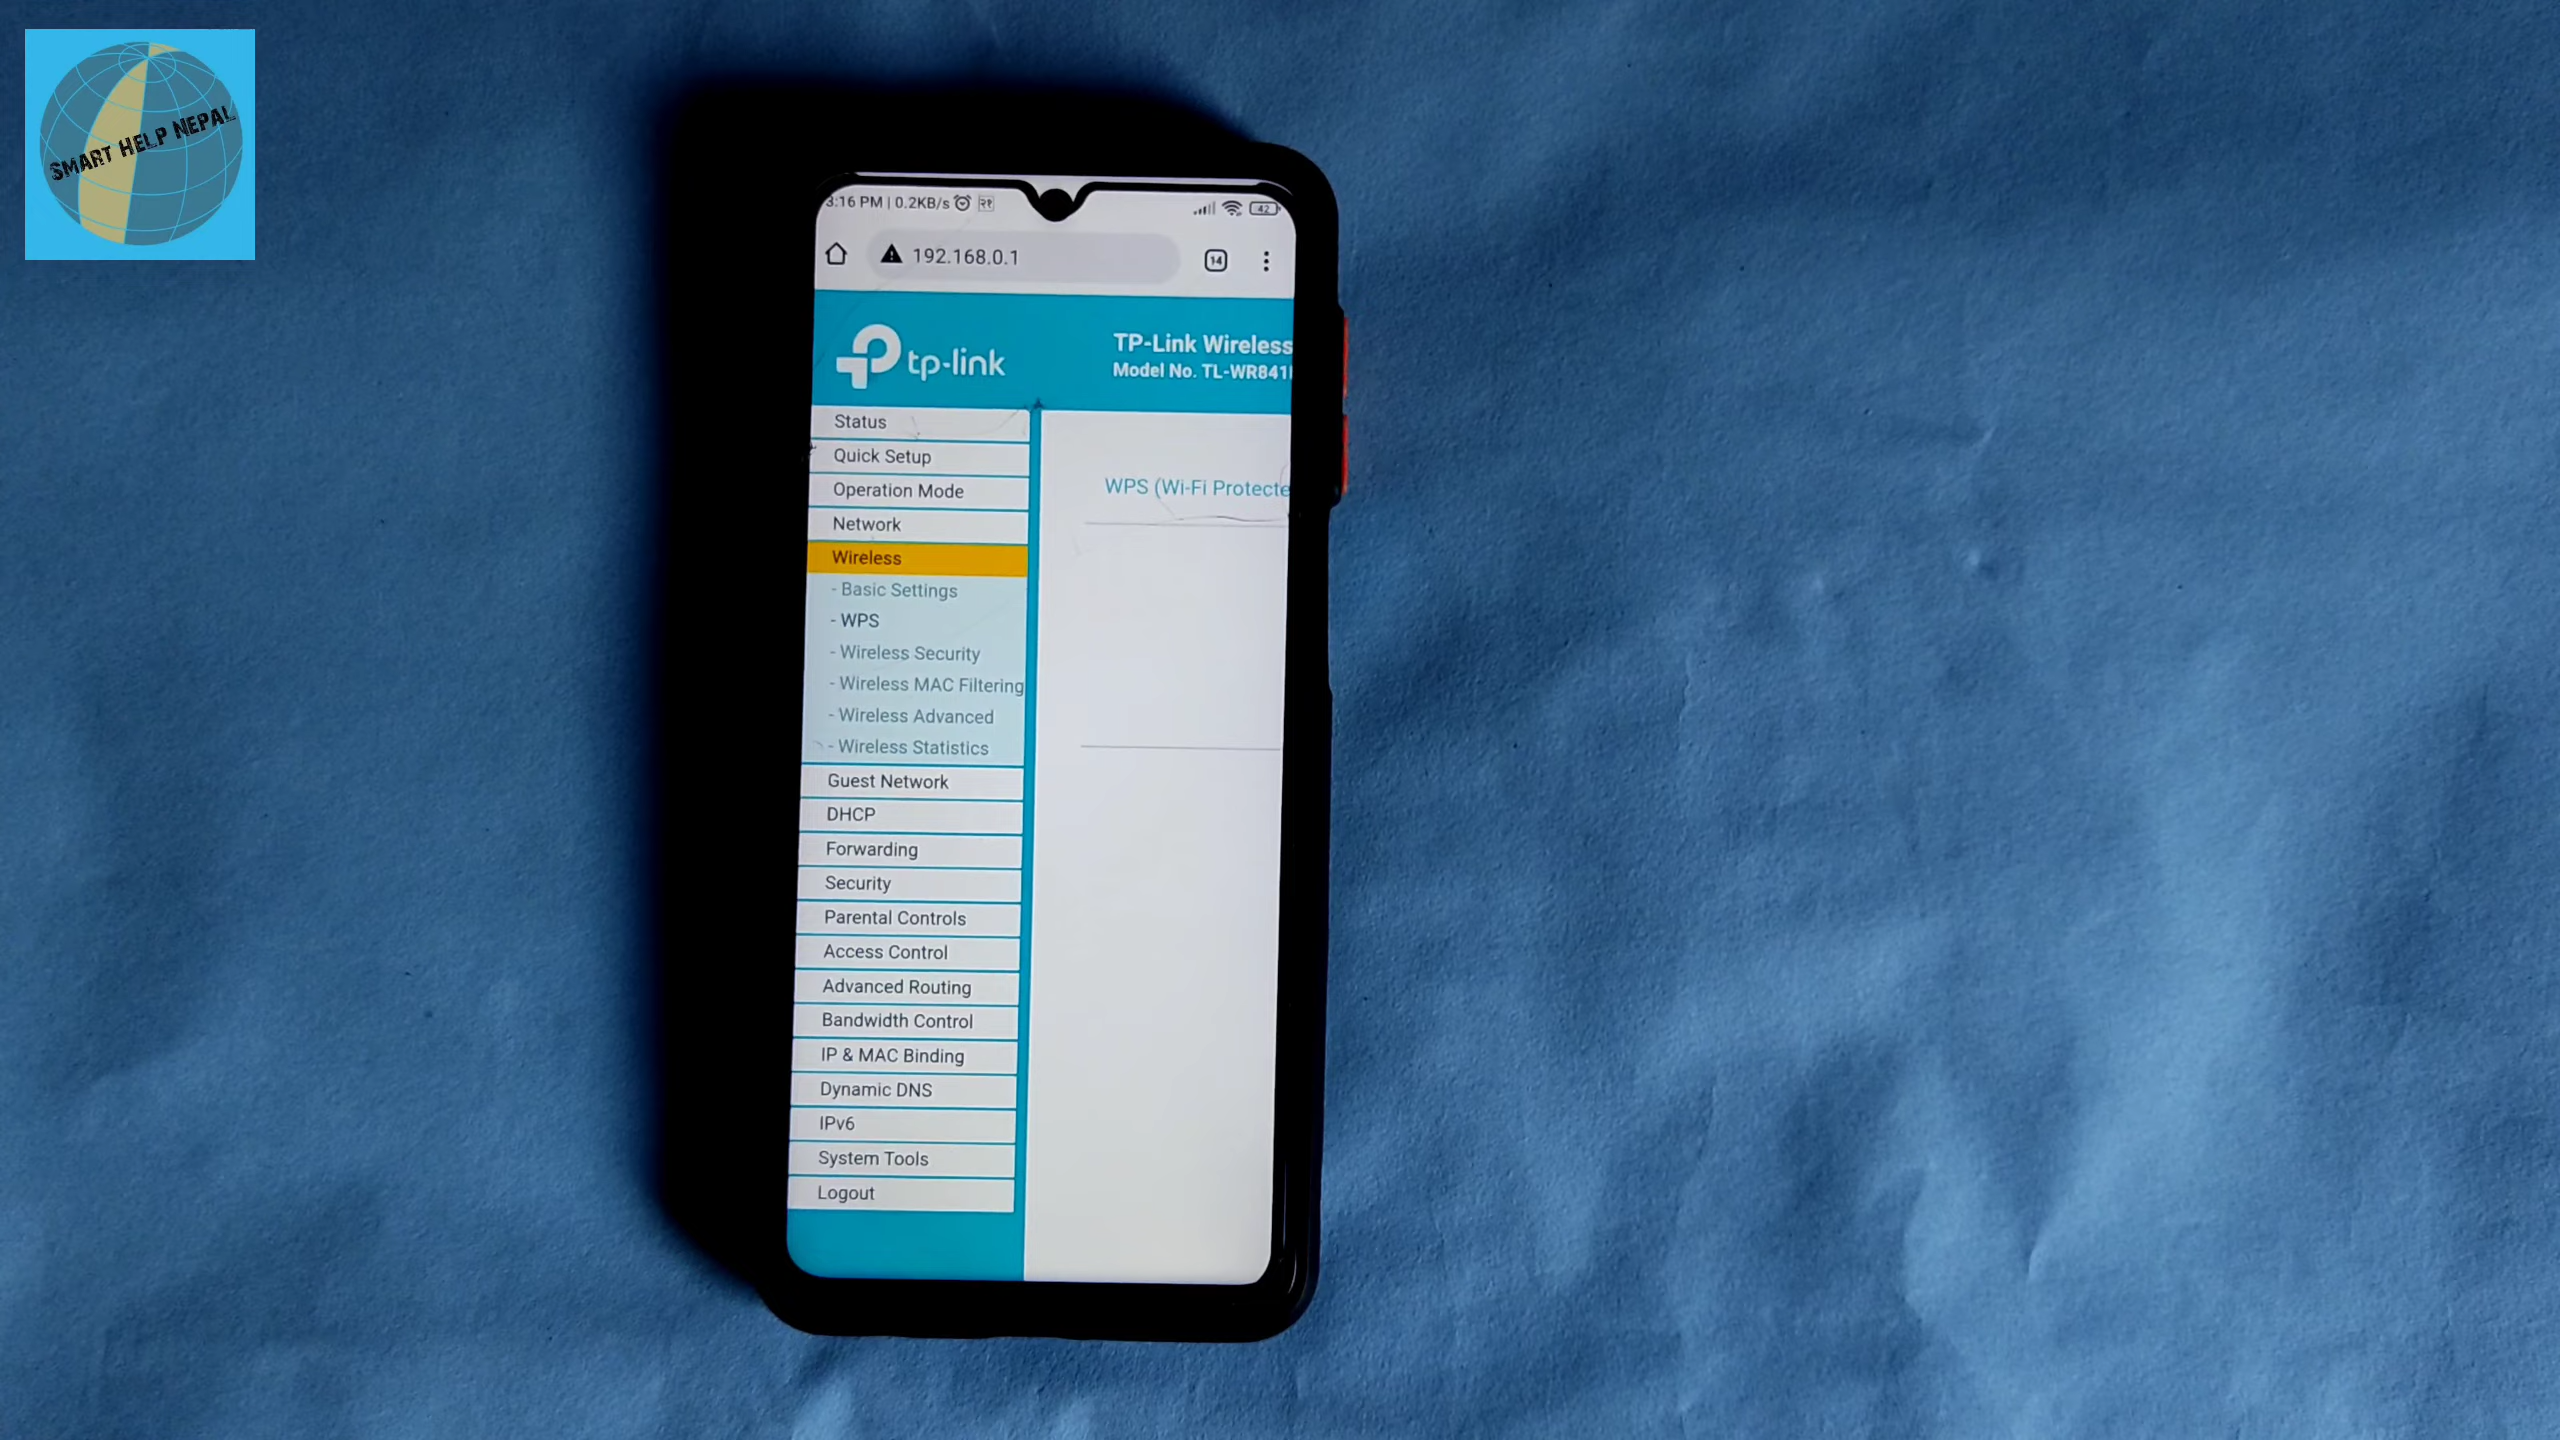 SMART HELP NEPAL
3:16 PM | 0.2KB/s २१
42
192.168.0.1
14
tp-link
TP-Link Wireless
Model No. TL-WR841
Status
Quick Setup
Operation Mode
Network
Wireless
- Basic Settings
- WPS
- Wireless Security
- Wireless MAC Filtering
- Wireless Advanced
- Wireless Statistics
Guest Network
DHCP
Forwarding
Security
Parental Controls
Access Control
Advanced Routing
Bandwidth Control
IP & MAC Binding
Dynamic DNS
IPv6
System Tools
Logout
WPS (Wi-Fi Protecte